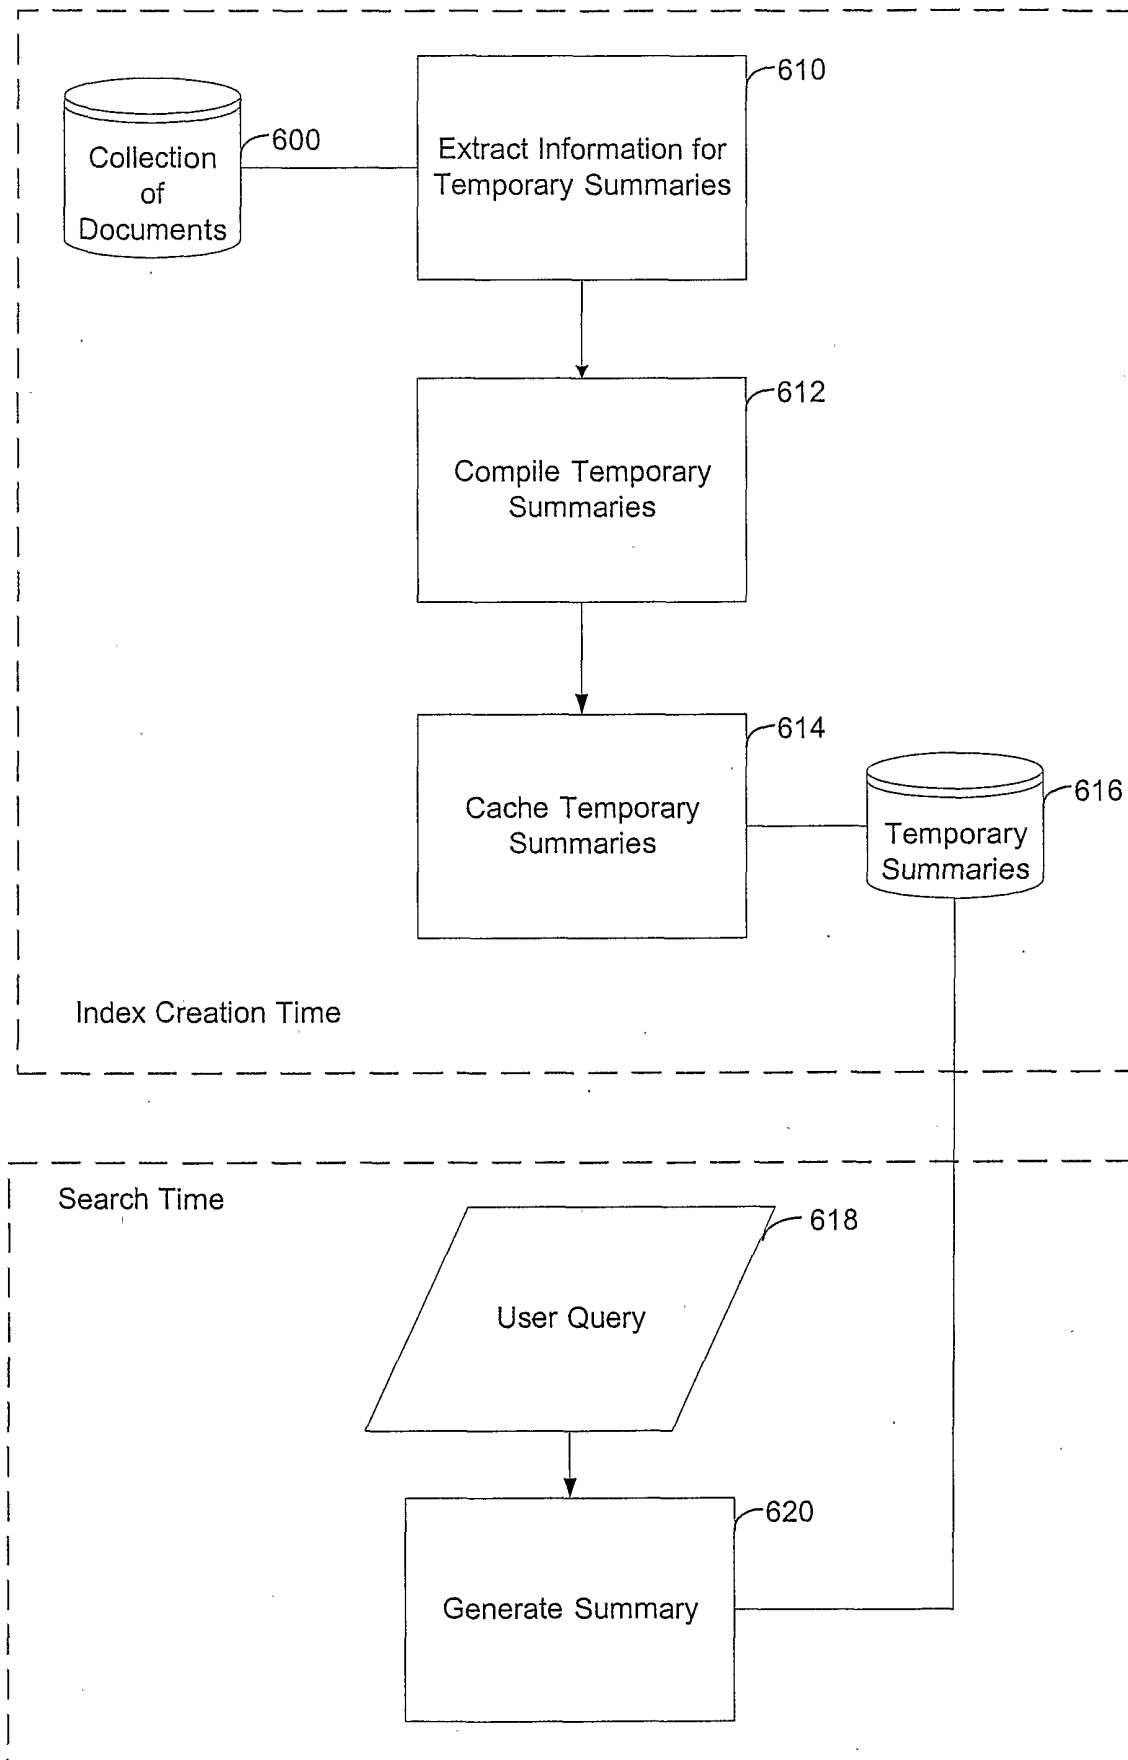 610
600
Collection
of
Documents
Extract Information for
Temporary Summaries
612
Compile Temporary
Summaries
614
Cache Temporary
Summaries
616
Temporary
Summaries
Index Creation Time
Search Time
618
User Query
620
Generate Summary